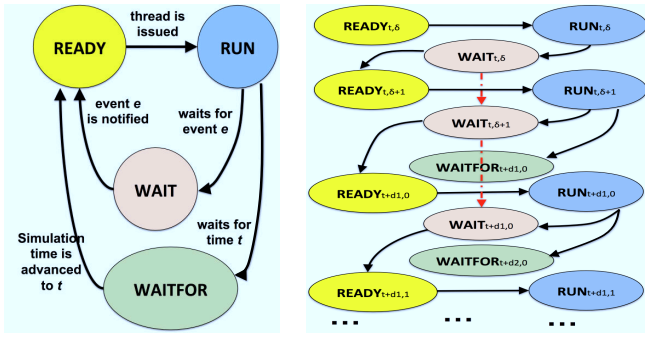 thread is
issued
READY
RUN
event e
is notified
waits for
event e
WAIT
waits for
time t
Simulation
time is
advanced
to t
WAITFOR
READYt,δ
RUNt,δ
WAITt,δ
READYt,δ+1
RUNt,δ+1
WAITt,δ+1
WAITFORt+d1,0
READYt+d1,0
RUNt+d1,0
WAITt+d1,0
WAITFORt+d2,0
READYt+d1,1
RUNt+d1,1
... ... ...